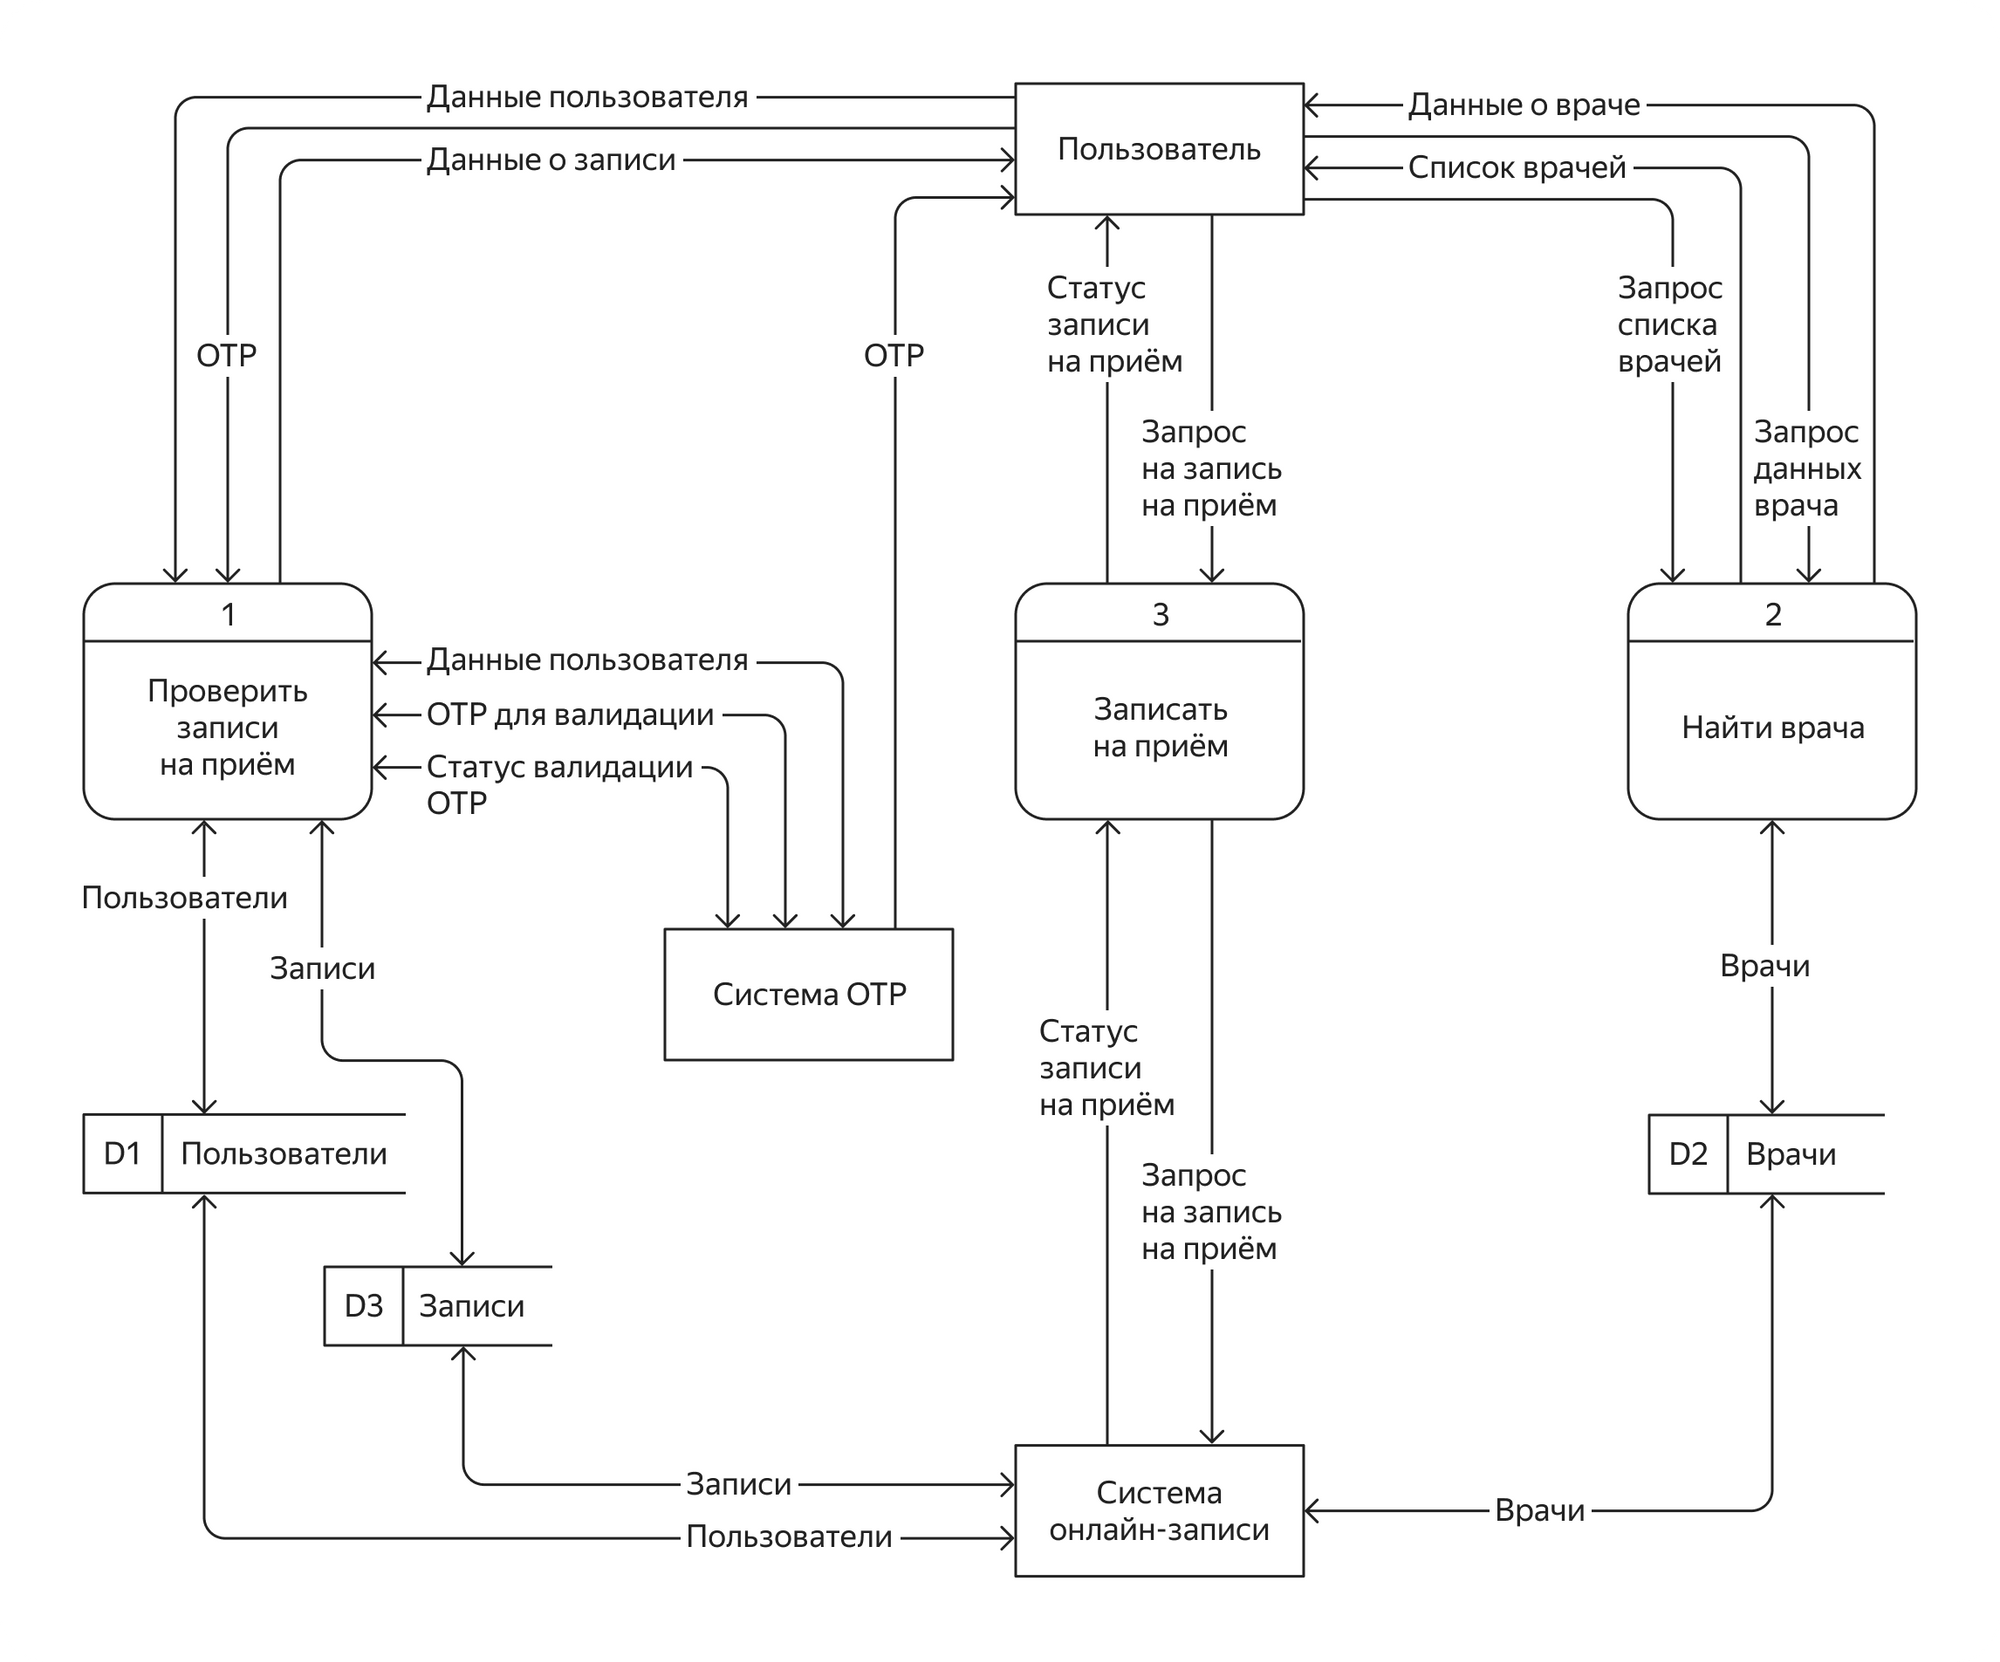 Данные пользователя
Данные о записи
OTP
OTP
Пользователь
Данные о враче
Список врачей
Статус
записи
на приём
Запрос
на запись
на приём
Запрос
списка
врачей
Запрос
данных
врача
1
Проверить
записи
на приём
Данные пользователя
OTP для валидации
Статус валидации
OTP
3
Записать
на приём
2
Найти врача
Пользователи
Записи
Система OTP
Врачи
Статус
записи
на приём
Запрос
на запись
на приём
D1
Пользователи
D2
Врачи
D3
Записи
Записи
Пользователи
Система
онлайн-записи
Врачи